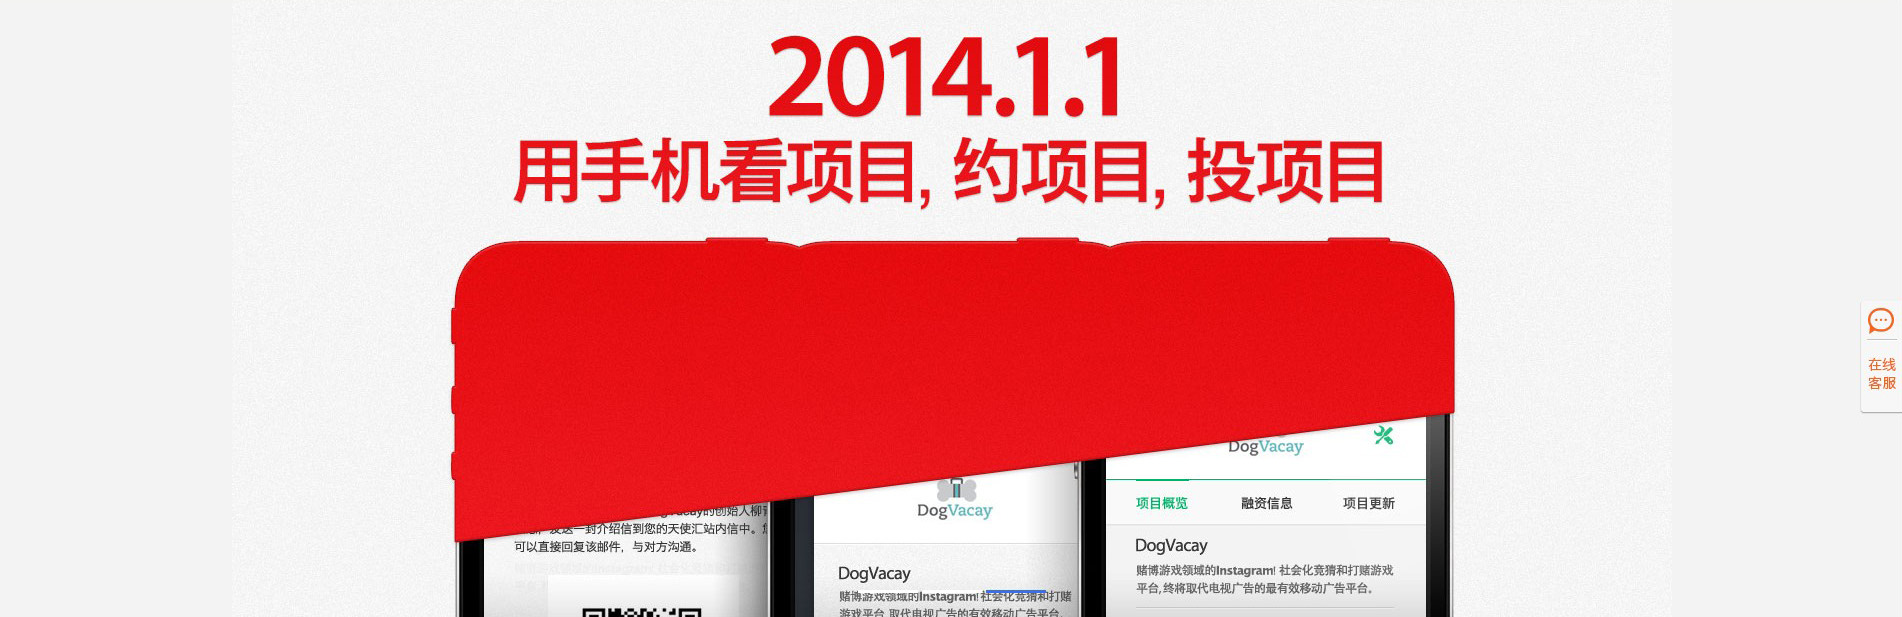 2014.1.1
用手机看项目, 约项目, 投项目
在线
客服
DogVacay
项目概览
融资信息
项目更新
DogVacay
赌博游戏领域的Instagram! 社会化竞猜和打赌游戏
平台, 终将取代电视广告的最有效移动广告平台。
DogVacay
DogVacay
赌博游戏领域的Instagram! 社会化竞猜和打赌
游戏平台, 取代电视广告的有效移动广告平台.
的创始人柳
发送一封介绍信到您的天使汇站内信中。
可以直接回复该邮件，与对方沟通。